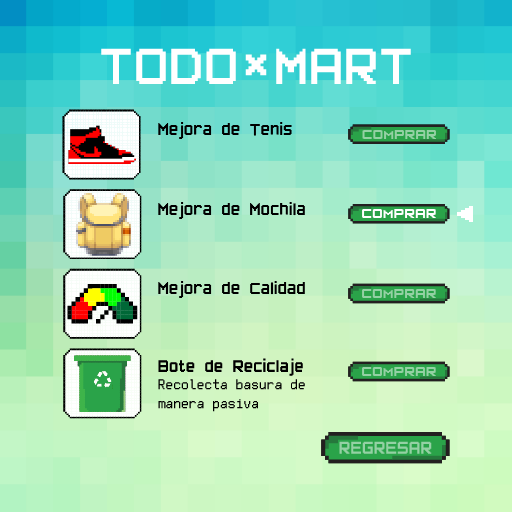 TODO×MART
Mejora de Tenis
COMPRAR
Mejora de Mochila
COMPRAR
Mejora de Calidad
COMPRAR
Bote de Reciclaje
Recolecta basura de
manera pasiva
COMPRAR
REGRESAR